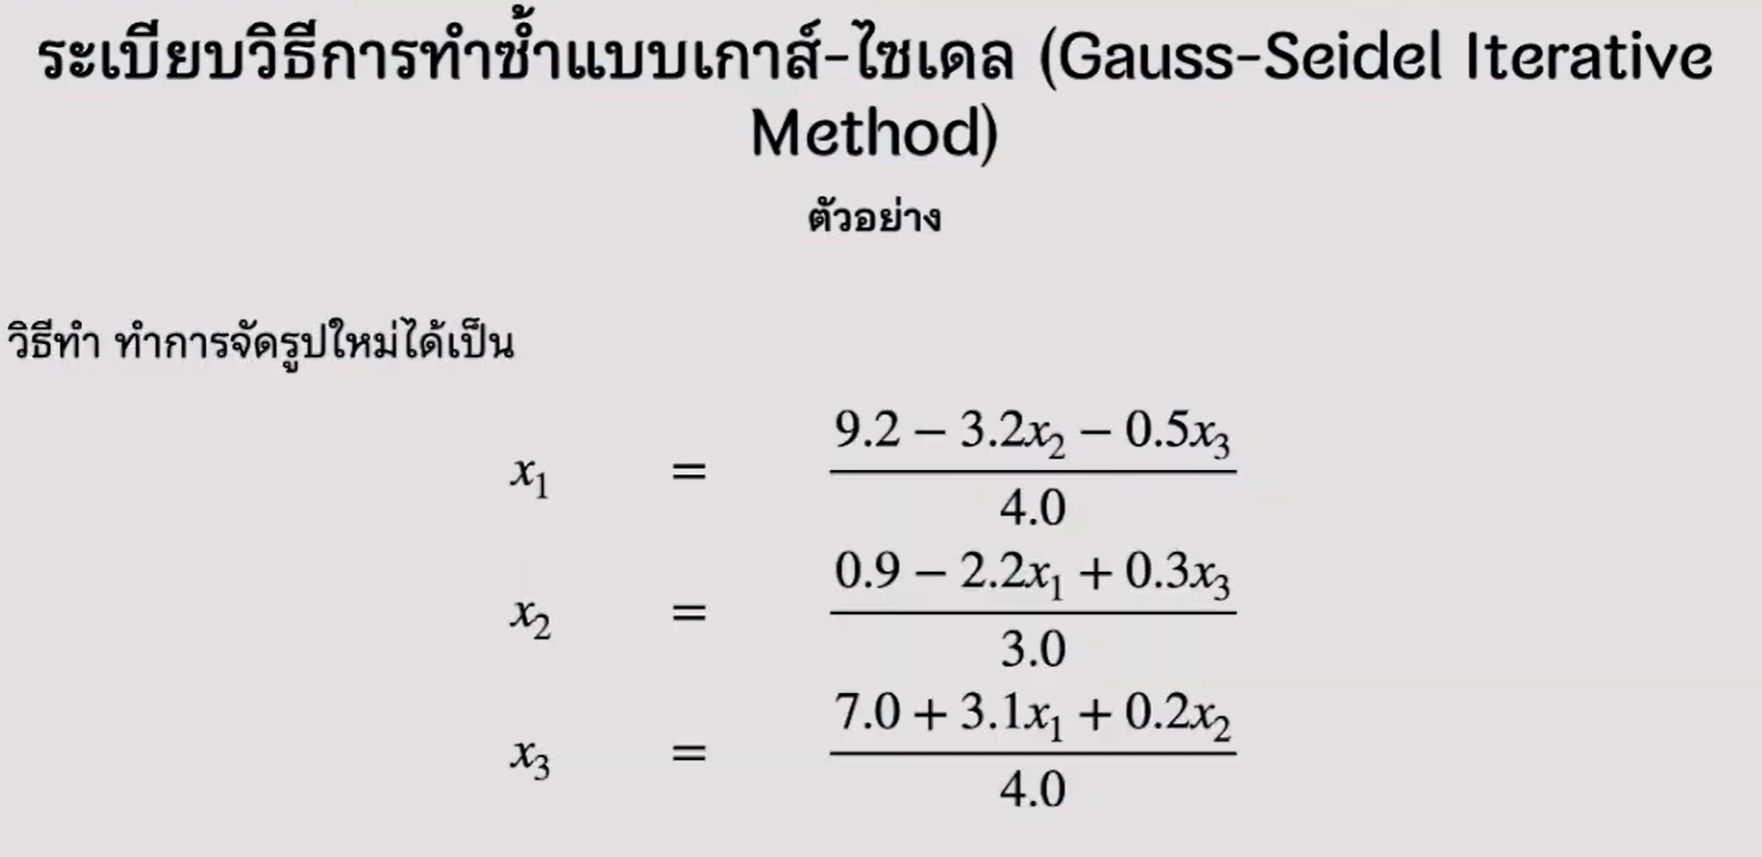 ระเบียบวิธีการทำซ้ำแบบเกาส์-ไซเดล (Gauss-Seidel Iterative
Method)
ตัวอย่าง
วิธีทำ ทำการจัดรูปใหม่ได้เป็น
x₁ = (9.2 − 3.2x₂ − 0.5x₃) / 4.0
x₂ = (0.9 − 2.2x₁ + 0.3x₃) / 3.0
x₃ = (7.0 + 3.1x₁ + 0.2x₂) / 4.0